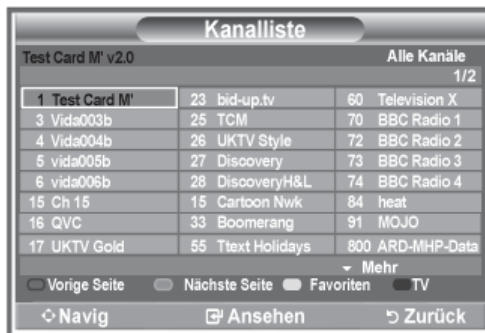 Kanalliste
Test Card M' v2.0 Alle Kanäle
1/2
1 Test Card M' 23 bid-up.tv 60 Television X
3 Vida003b 25 TCM 70 BBC Radio 1
4 Vida004b 26 UKTV Style 72 BBC Radio 2
5 vida005b 27 Discovery 73 BBC Radio 3
6 vida006b 28 DiscoveryH&L 74 BBC Radio 4
15 Ch 15 15 Cartoon Nwk 84 heat
16 QVC 33 Boomerang 91 MOJO
17 UKTV Gold 55 Ttext Holidays 800 ARD-MHP-Data
Mehr
Vorige Seite Nächste Seite Favoriten TV
Navig Ansehen Zurück